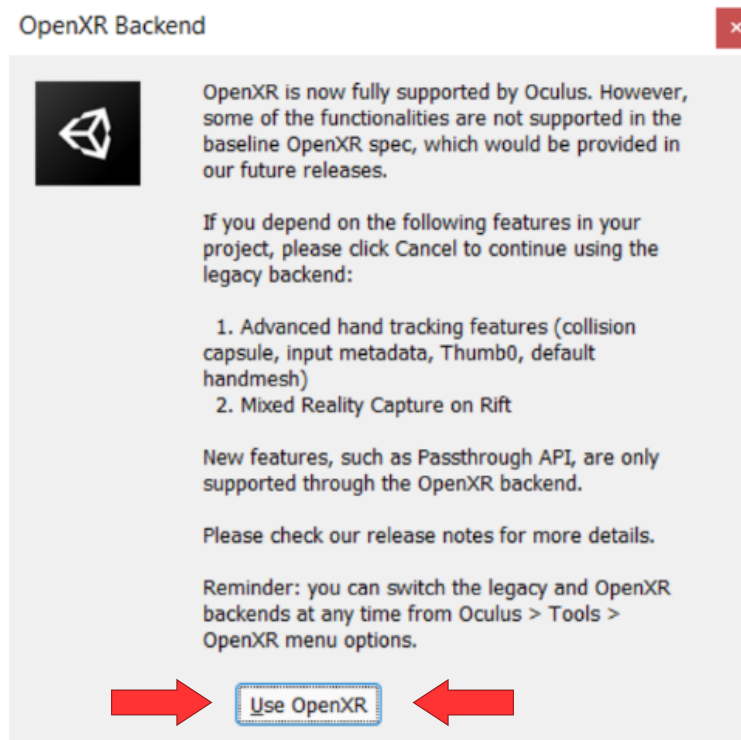 OpenXR Backend
OpenXR is now fully supported by Oculus. However,
some of the functionalities are not supported in the
baseline OpenXR spec, which would be provided in
our future releases.
If you depend on the following features in your
project, please click Cancel to continue using the
legacy backend:
1. Advanced hand tracking features (collision
capsule, input metadata, Thumb0, default
handmesh)
2. Mixed Reality Capture on Rift
New features, such as Passthrough API, are only
supported through the OpenXR backend.
Please check our release notes for more details.
Reminder: you can switch the legacy and OpenXR
backends at any time from Oculus > Tools >
OpenXR menu options.
Use OpenXR